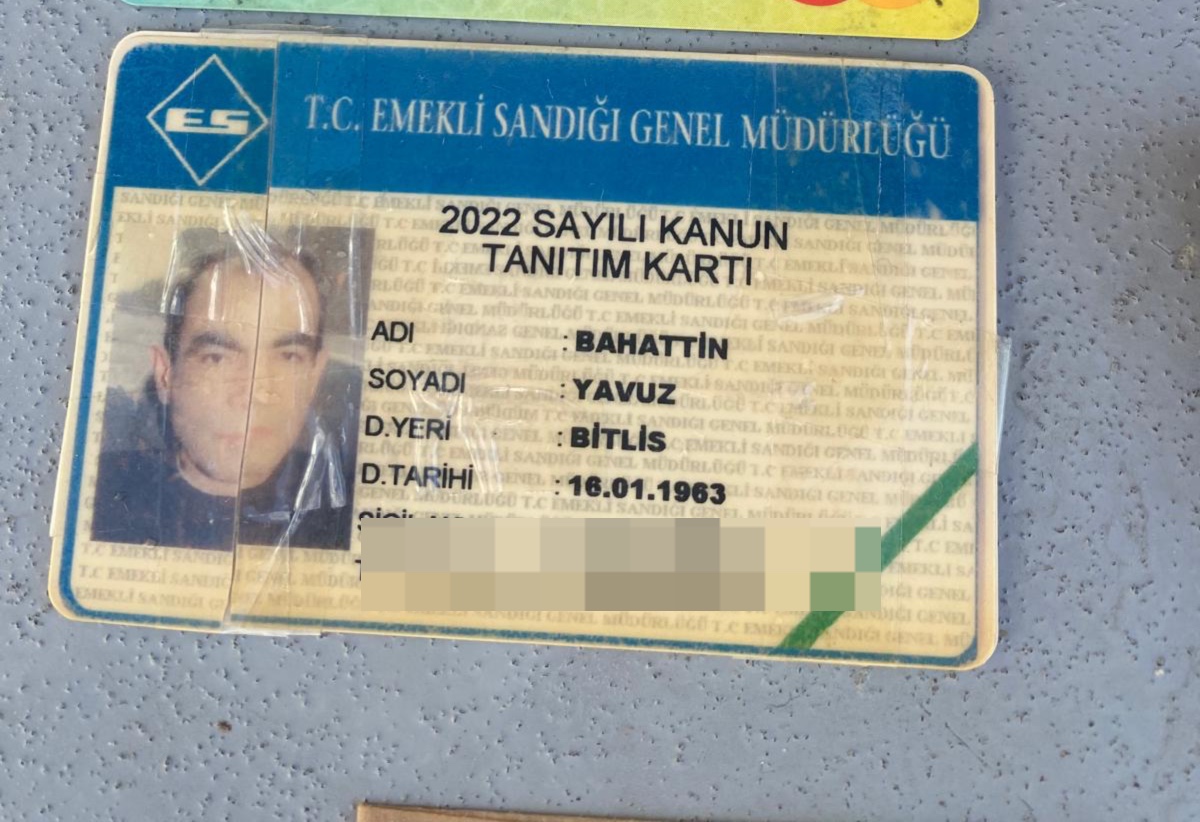 ES
T.C. EMEKLİ SANDIĞI GENEL MÜDÜRLÜĞÜ
2022 SAYILI KANUN
TANITIM KARTI
ADI : BAHATTİN
SOYADI : YAVUZ
D.YERİ : BİTLİS
D.TARİHİ : 16.01.1963